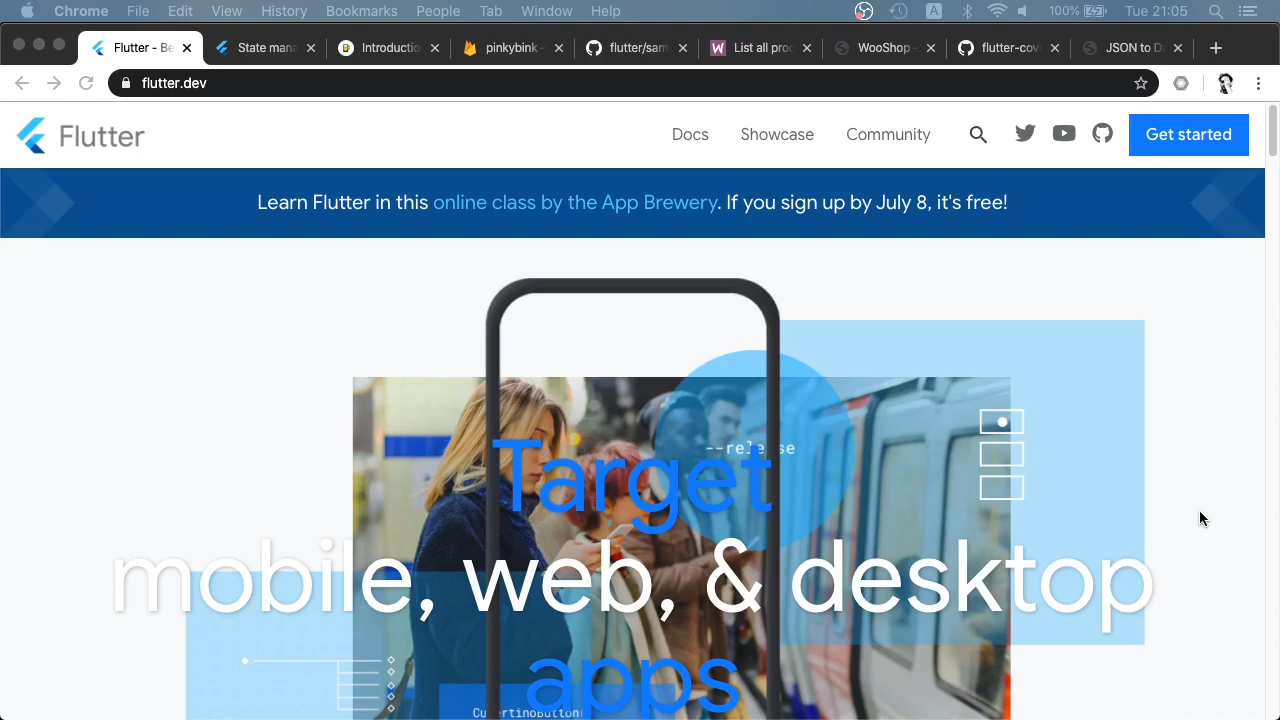 Chrome File Edit View History Bookmarks People Tab Window Help A 100% Tue 21:05
Flutter - Be State mana Introductio pinkybink flutter/sam List all prod WooShop - flutter-covi JSON to D
flutter.dev
Flutter Docs Showcase Community Get started
Learn Flutter in this online class by the App Brewery. If you sign up by July 8, it's free!
--release
Target
mobile, web, & desktop
apps
CupertinoButton(